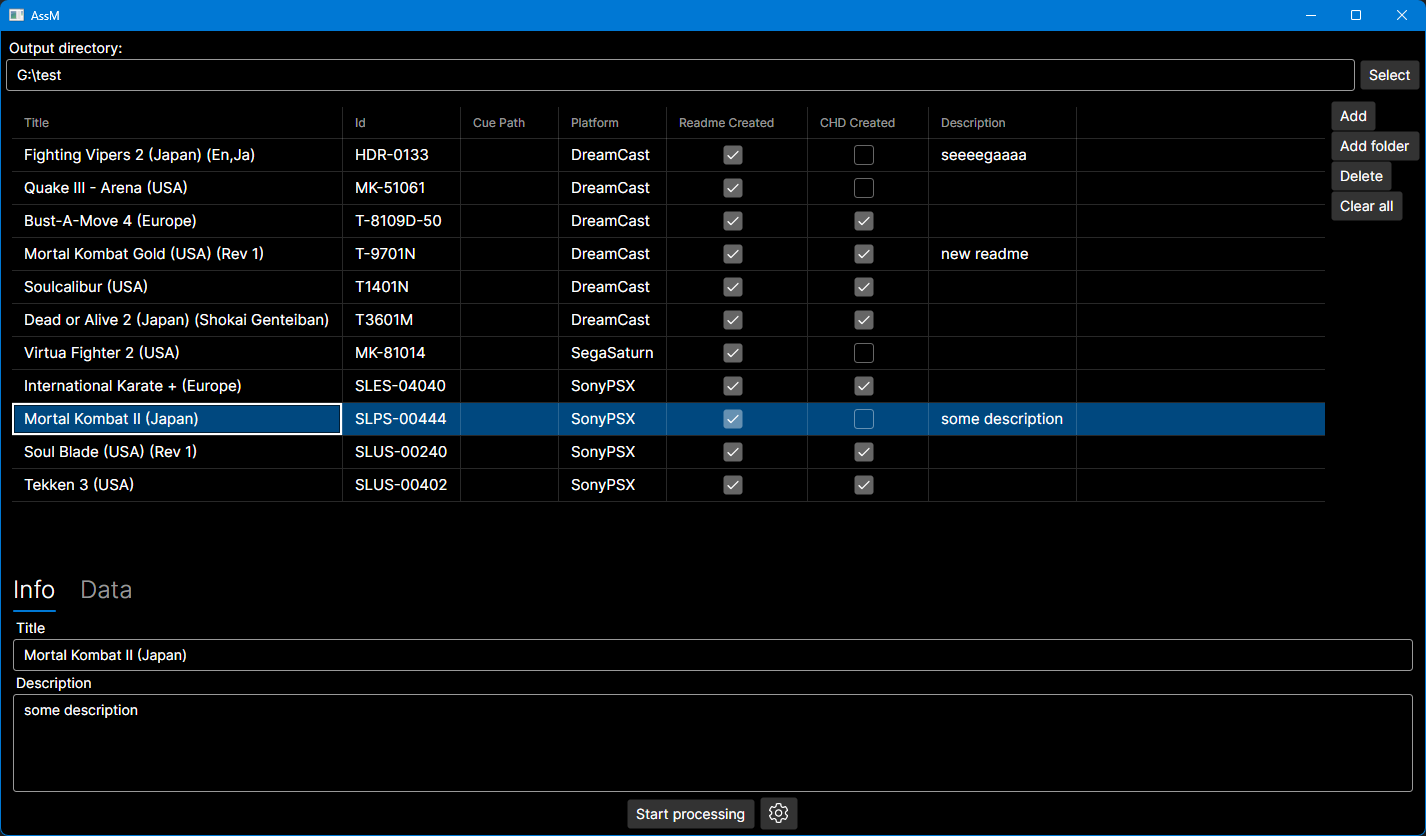 AssM
Output directory:
G:\test Select
Title Id Cue Path Platform Readme Created CHD Created Description Add
Fighting Vipers 2 (Japan) (En,Ja) HDR-0133 DreamCast seeeegaaaa Add folder
Quake III - Arena (USA) MK-51061 DreamCast Delete
Bust-A-Move 4 (Europe) T-8109D-50 DreamCast Clear all
Mortal Kombat Gold (USA) (Rev 1) T-9701N DreamCast new readme
Soulcalibur (USA) T1401N DreamCast
Dead or Alive 2 (Japan) (Shokai Genteiban) T3601M DreamCast
Virtua Fighter 2 (USA) MK-81014 SegaSaturn
International Karate + (Europe) SLES-04040 SonyPSX
Mortal Kombat II (Japan) SLPS-00444 SonyPSX some description
Soul Blade (USA) (Rev 1) SLUS-00240 SonyPSX
Tekken 3 (USA) SLUS-00402 SonyPSX
Info Data
Title
Mortal Kombat II (Japan)
Description
some description
Start processing